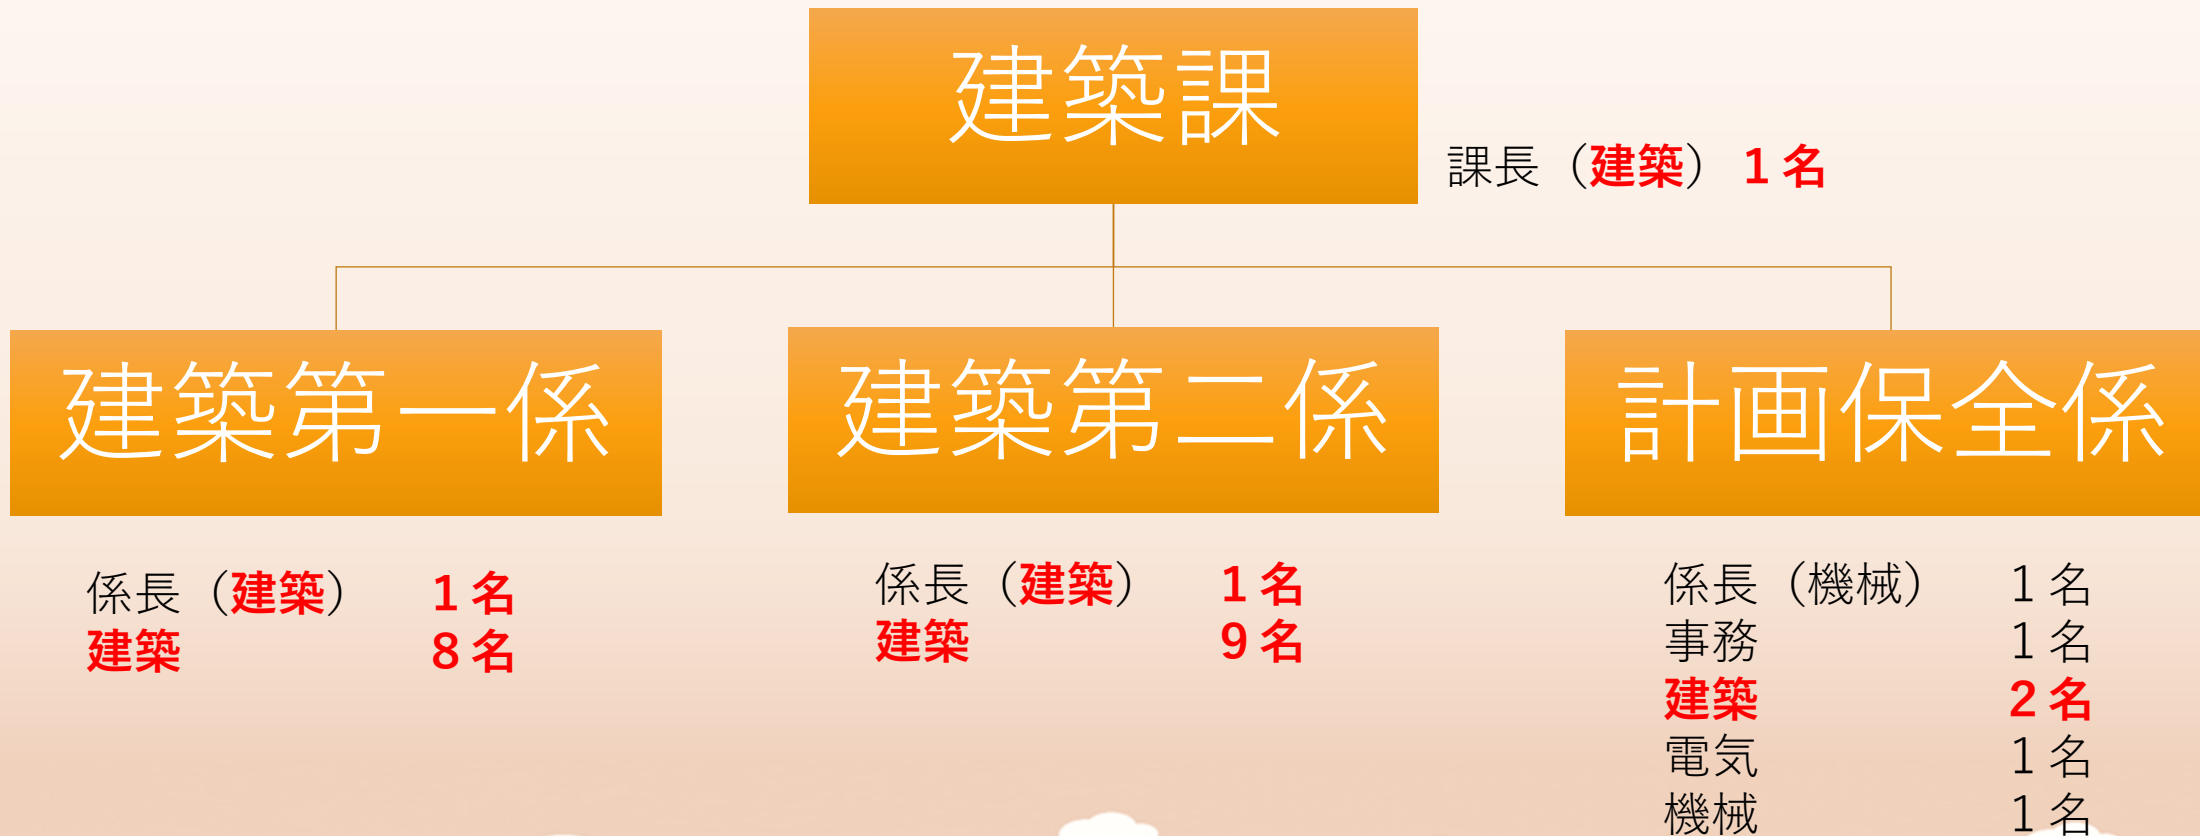 建築課
課長（建築）１名
建築第一係
建築第二係
計画保全係
係長（建築）　１名
建築　８名
係長（建築）　１名
建築　９名
係長（機械）　１名
事務　１名
建築　２名
電気　１名
機械　１名